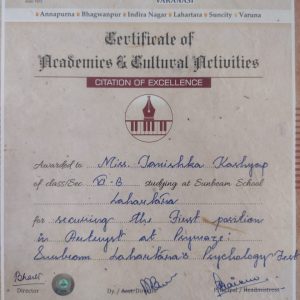 VARANASI
• Annapurna • Bhagwanpur • Indira Nagar • Lahartara • Suncity • Varuna
Certificate of
Academics & Cultural Activities
CITATION OF EXCELLENCE
Awarded to Miss. Tanishka Kashyap
of class/Sec VI-B studying at Sunbeam School
Lahartara
for securing the First position
in at
Sunbeam Lahartara's Psychology Fest
Director Dy./Asst Director Principal / Headmistress